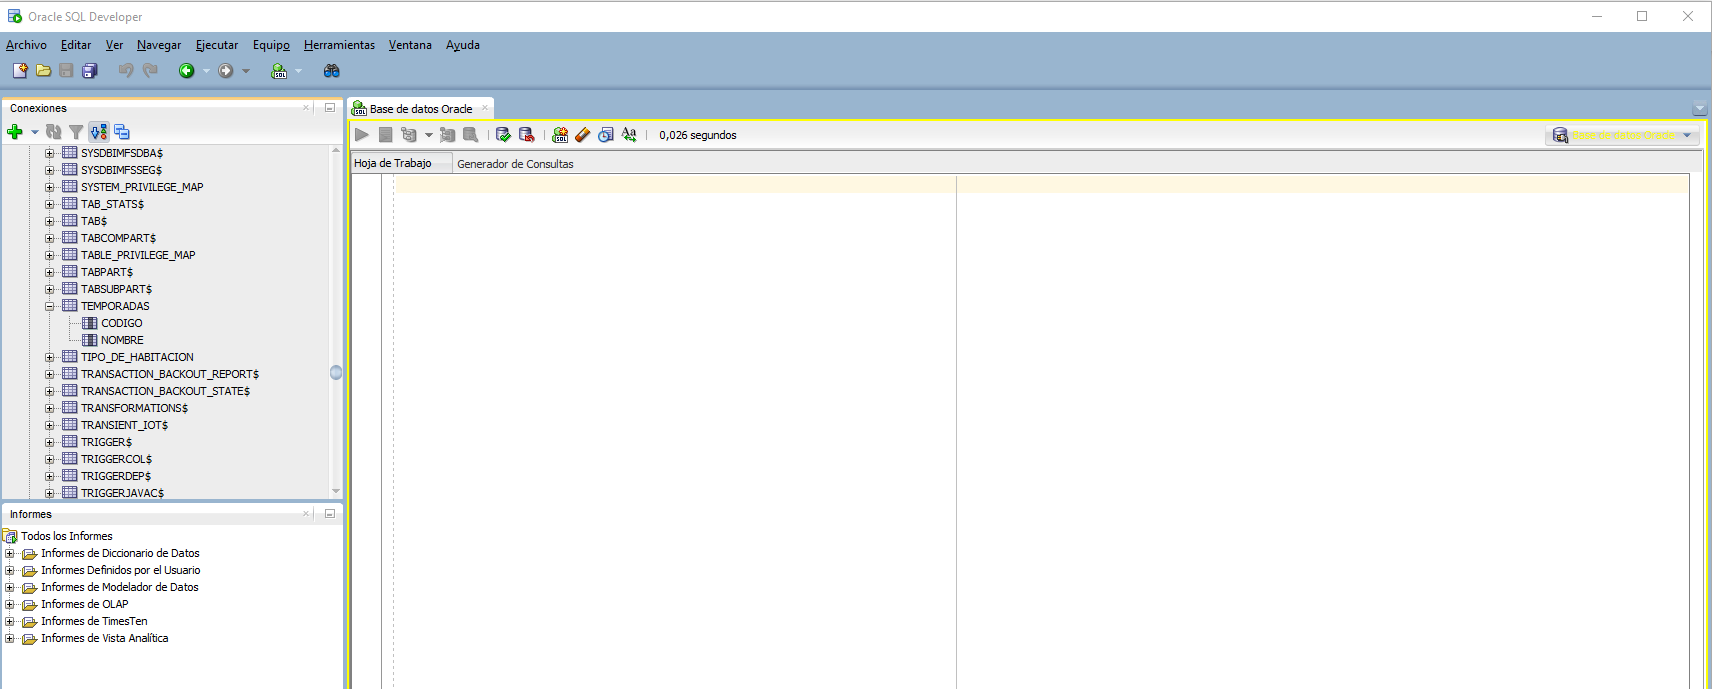 Oracle SQL Developer
Archivo Editar Ver Navegar Ejecutar Equipo Herramientas Ventana Ayuda
Conexiones
SYSDBIMFSDBA$
SYSDBIMFSSEG$
SYSTEM_PRIVILEGE_MAP
TAB_STATS$
TAB$
TABCOMPART$
TABLE_PRIVILEGE_MAP
TABPART$
TABSUBPART$
TEMPORADAS
CODIGO
NOMBRE
TIPO_DE_HABITACION
TRANSACTION_BACKOUT_REPORT$
TRANSACTION_BACKOUT_STATE$
TRANSFORMATIONS$
TRANSIENT_IOT$
TRIGGER$
TRIGGERCOL$
TRIGGERDEP$
TRIGGERJAVAC$
Informes
Todos los Informes
Informes de Diccionario de Datos
Informes Definidos por el Usuario
Informes de Modelador de Datos
Informes de OLAP
Informes de TimesTen
Informes de Vista Analítica
Base de datos Oracle
0,026 segundos
Hoja de Trabajo Generador de Consultas